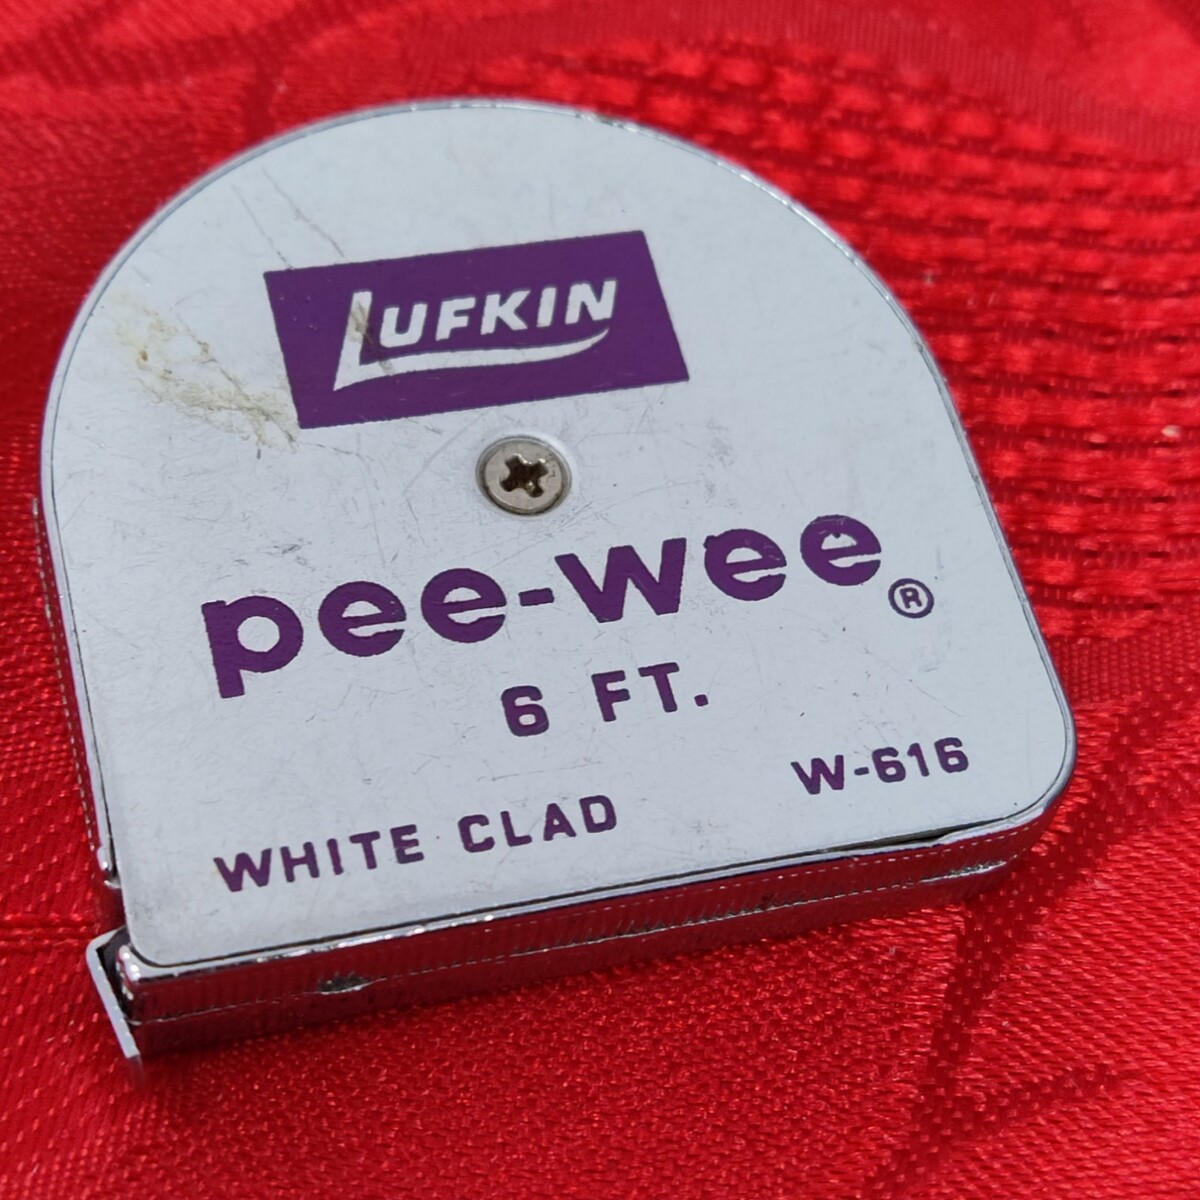 LUFKIN
pee-wee®
6 FT.
W-616
WHITE CLAD